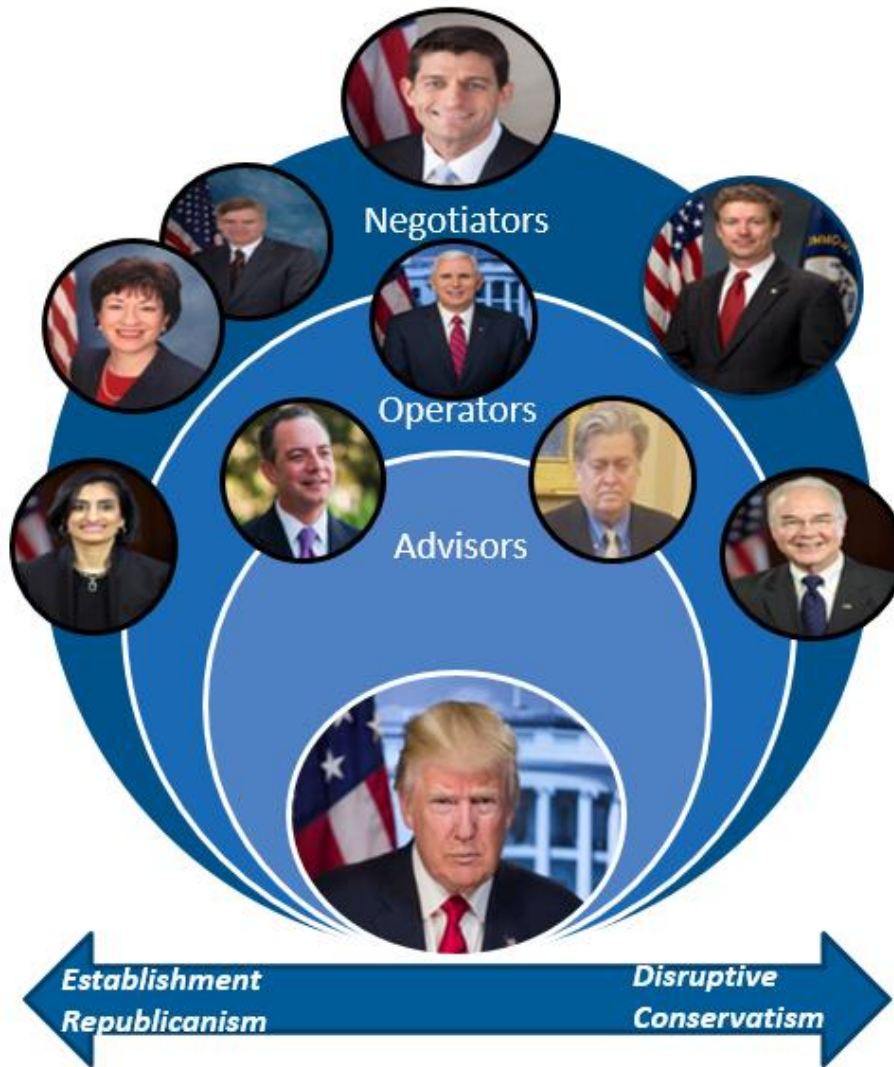 Negotiators
Operators
Advisors
Establishment
Republicanism
Disruptive
Conservatism